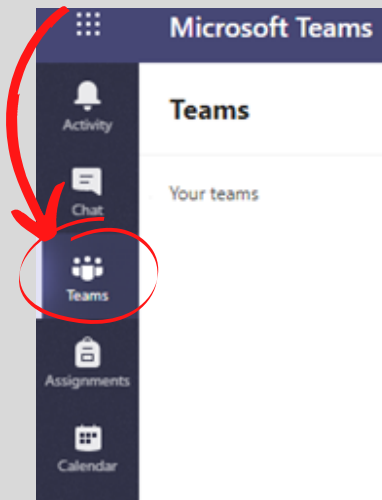 Microsoft Teams
Activity
Teams
Chat
Your teams
Teams
Assignments
Calendar